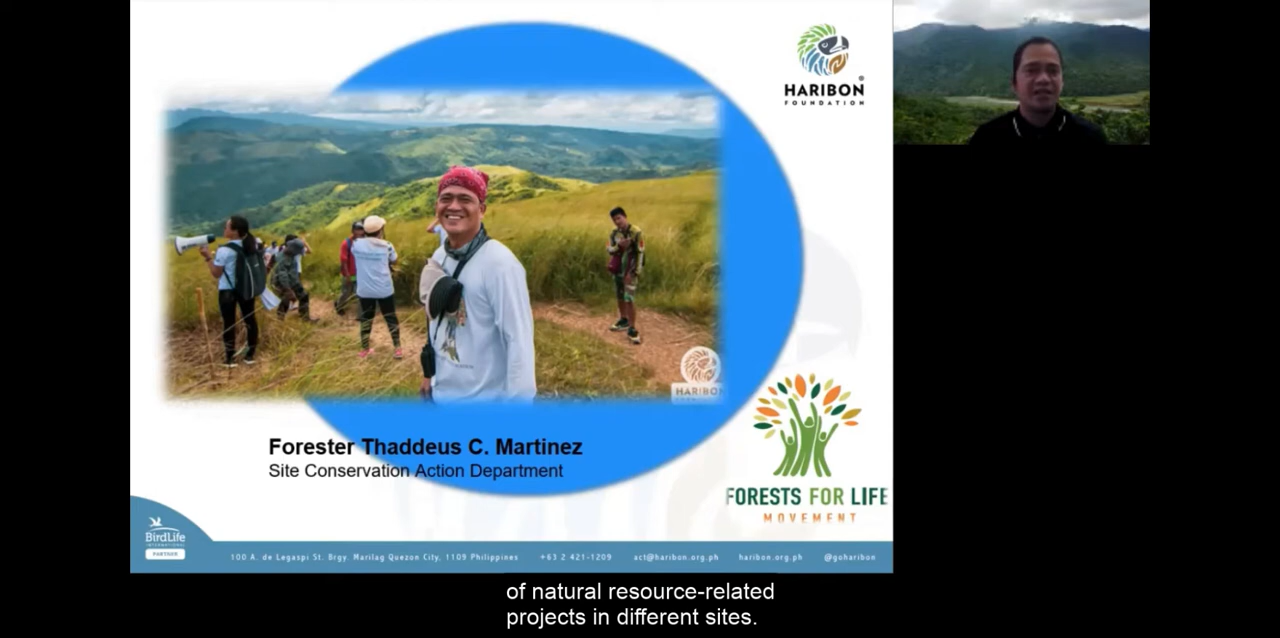 HARIBON
FOUNDATION
HARIBON
Forester Thaddeus C. Martinez
Site Conservation Action Department
FORESTS FOR LIFE
MOVEMENT
BirdLife
INTERNATIONAL
PARTNER
100 A. de Legaspi St. Brgy. Marilag Quezon City, 1109 Philippines +63 2 421-1209 act@haribon.org.ph haribon.org.ph @goharibon
of natural resource-related
projects in different sites.